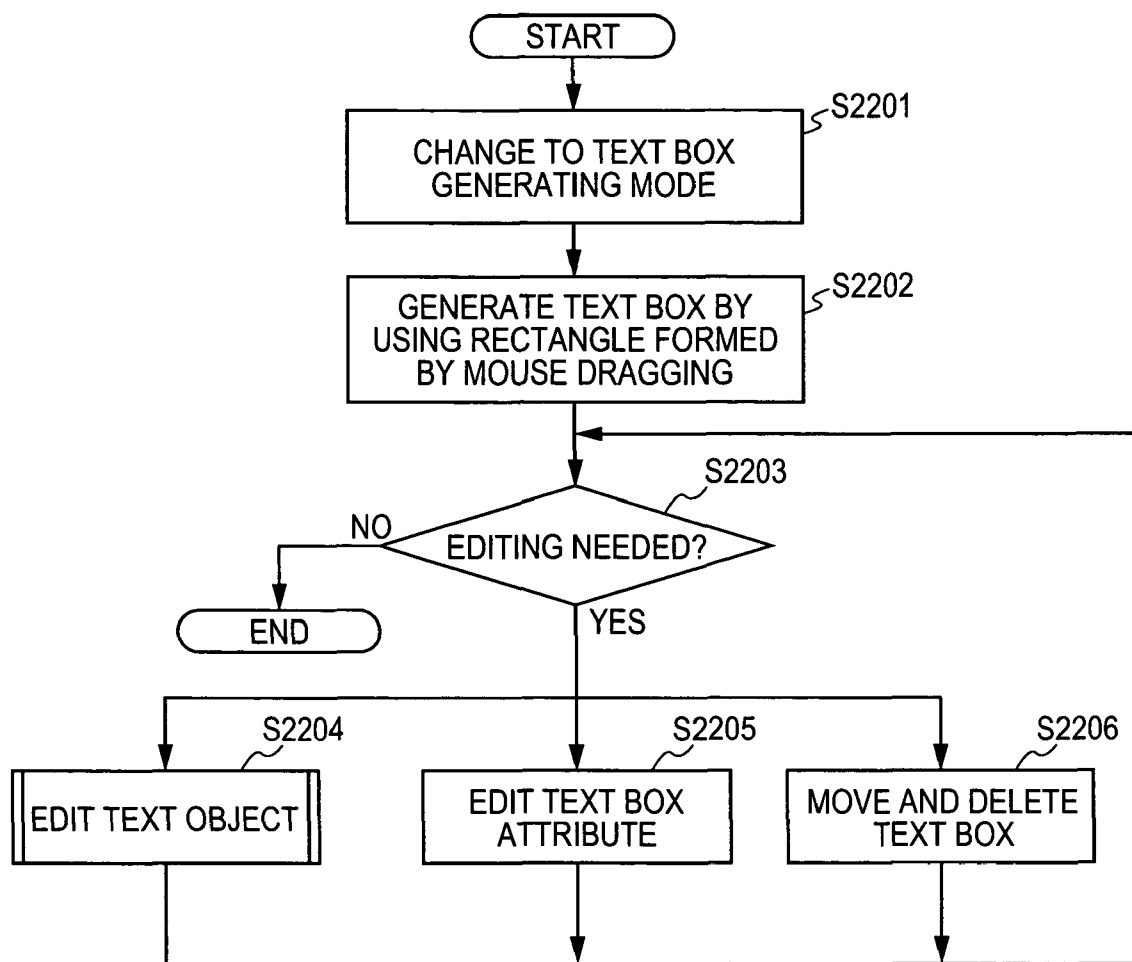 START
S2201
CHANGE TO TEXT BOX
GENERATING MODE
S2202
GENERATE TEXT BOX BY
USING RECTANGLE FORMED
BY MOUSE DRAGGING
S2203
NO
EDITING NEEDED?
END
YES
S2204
S2205
S2206
EDIT TEXT OBJECT
EDIT TEXT BOX
ATTRIBUTE
MOVE AND DELETE
TEXT BOX